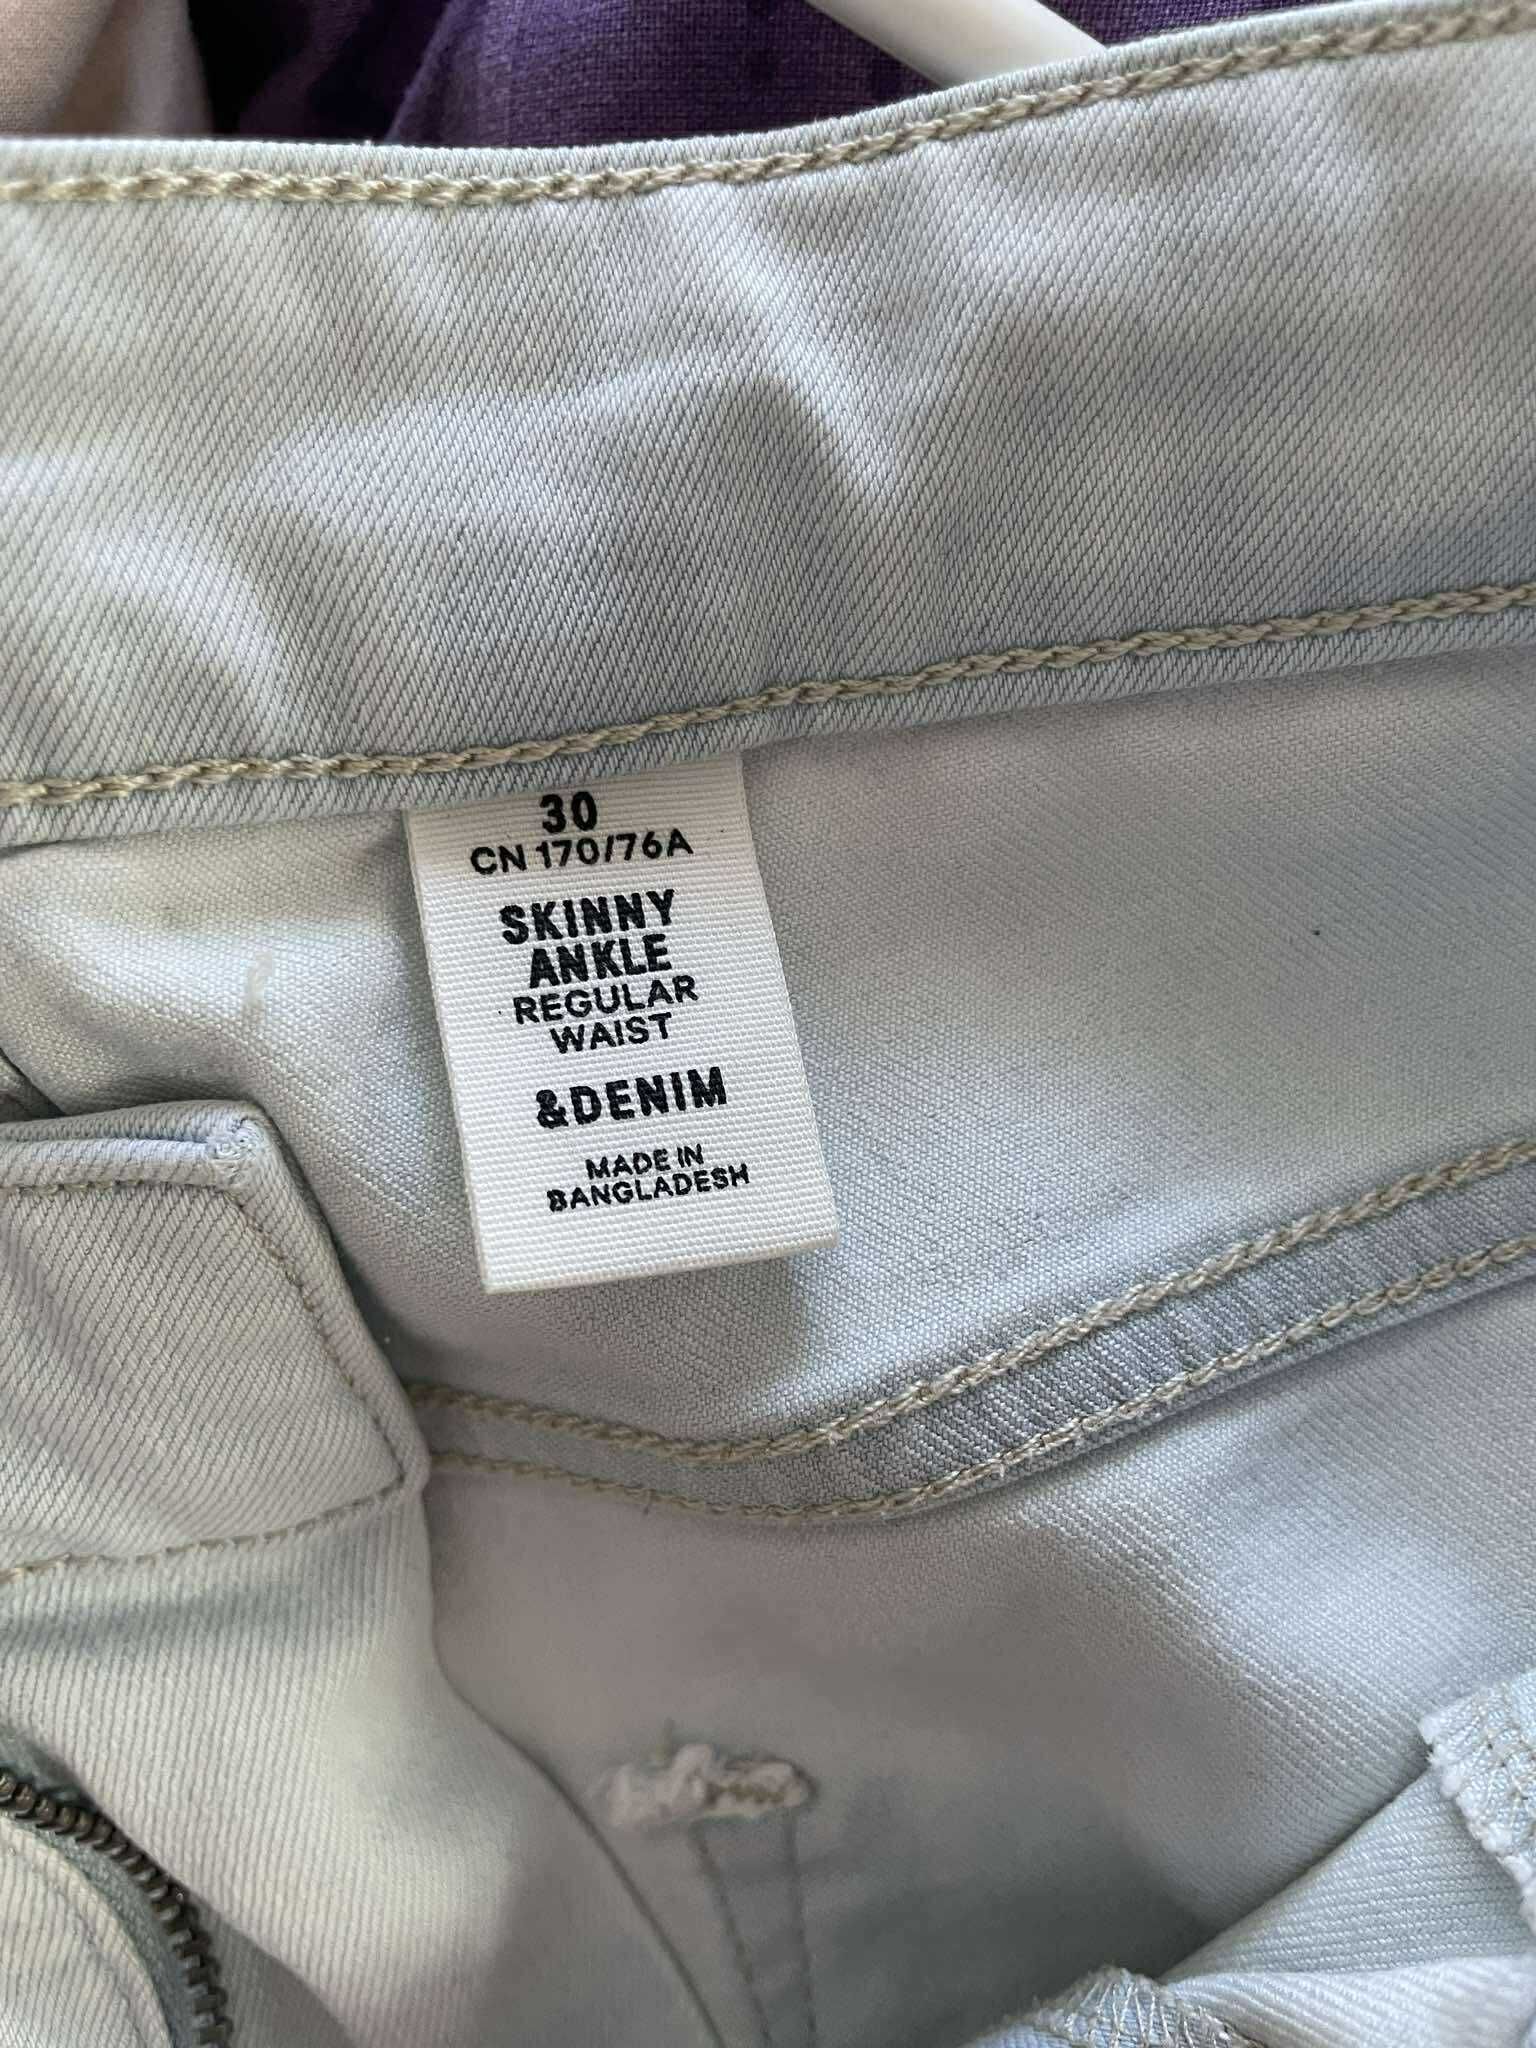 30
CN 170/76A
SKINNY
ANKLE
REGULAR
WAIST
&DENIM
MADE IN
BANGLADESH